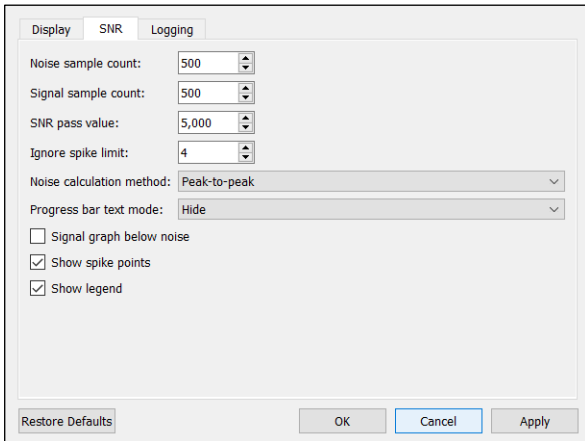 Display SNR Logging
Noise sample count: 500
Signal sample count: 500
SNR pass value: 5,000
Ignore spike limit: 4
Noise calculation method: Peak-to-peak
Progress bar text mode: Hide
Signal graph below noise
Show spike points
Show legend
Restore Defaults OK Cancel Apply